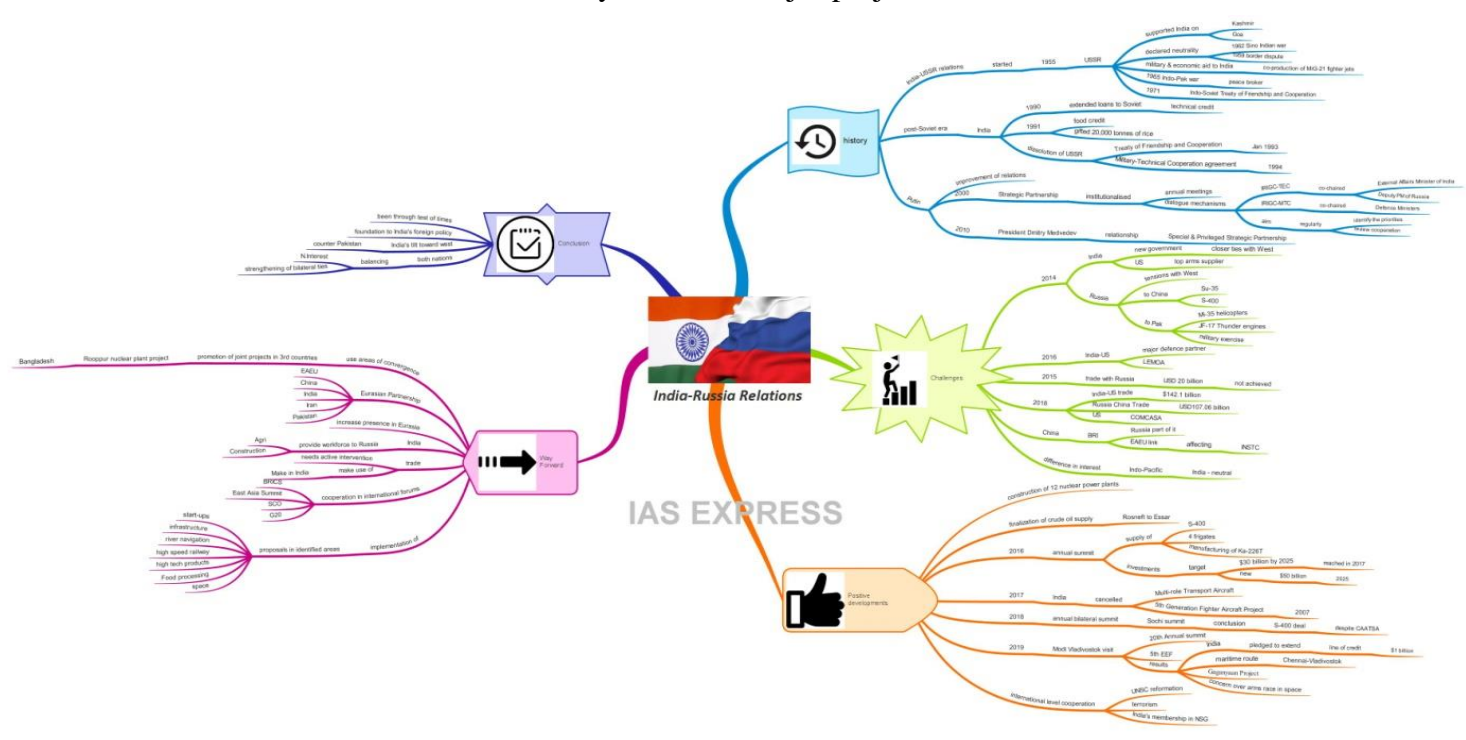 India-Russia Relations
IAS EXPRESS
history
India-USSR relations
started
1955
USSR
supported India on
Kashmir
Goa
declared neutrality
1962 Sino Indian war
1959 border dispute
military & economic aid to India
co-production of MiG-21 fighter jets
1965 Indo-Pak war
peace broker
1971
Indo-Soviet Treaty of Friendship and Cooperation
post-Soviet era
India
1990
extended loans to Soviet
technical credit
1991
food credit
gifted 20,000 tonnes of rice
dissolution of USSR
Treaty of Friendship and Cooperation
Jan 1993
Military-Technical Cooperation agreement
1994
Putin
improvement of relations
2000
Strategic Partnership
institutionalised
annual meetings
dialogue mechanisms
IRIGC-TEC
co-chaired
External Affairs Minister of India
Deputy PM of Russia
IRIGC-MTC
co-chaired
Defence Ministers
aim
regularly
identify the priorities
review cooperation
2010
President Dmitry Medvedev
relationship
Special & Privileged Strategic Partnership
Challenges
2014
India
new government
closer ties with West
US
top arms supplier
Russia
tensions with West
to China
Su-35
S-400
to Pak
Mi-35 helicopters
JF-17 Thunder engines
military exercise
2016
India-US
major defence partner
LEMOA
2015
trade with Russia
USD 20 billion
not achieved
2018
India-US trade
$142.1 billion
Russia China Trade
USD107.06 billion
US
COMCASA
China
BRI
Russia part of it
EAEU link
affecting
INSTC
difference in interest
Indo-Pacific
India - neutral
Positive
developments
construction of 12 nuclear power plants
finalization of crude oil supply
Rosneft to Essar
2016
annual summit
supply of
S-400
4 frigates
manufacturing of Ka-226T
investments
target
$30 billion by 2025
reached in 2017
new
$50 billion
2025
2017
India
cancelled
Multi-role Transport Aircraft
5th Generation Fighter Aircraft Project
2007
2018
annual bilateral summit
Sochi summit
conclusion
S-400 deal
despite CAATSA
2019
Modi Vladivostok visit
20th Annual summit
5th EEF
results
India
pledged to extend
line of credit
$1 billion
maritime route
Chennai-Vladivostok
Gaganyaan Project
concern over arms race in space
international level cooperation
UNSC reformation
terrorism
India's membership in NSG
Conclusion
been through test of times
foundation to India's foreign policy
India's tilt toward west
counter Pakistan
both nations
balancing
N.Interest
strengthening of bilateral ties
Way
Forward
use areas of convergence
promotion of joint projects in 3rd countries
Rooppur nuclear plant project
Bangladesh
Eurasian Partnership
EAEU
China
India
Iran
Pakistan
increase presence in Eurasia
India
provide workforce to Russia
Agri
Construction
trade
needs active intervention
make use of
Make in India
cooperation in international forums
BRICS
East Asia Summit
SCO
G20
implementation of
proposals in identified areas
start-ups
infrastructure
river navigation
high speed railway
high tech products
Food processing
space